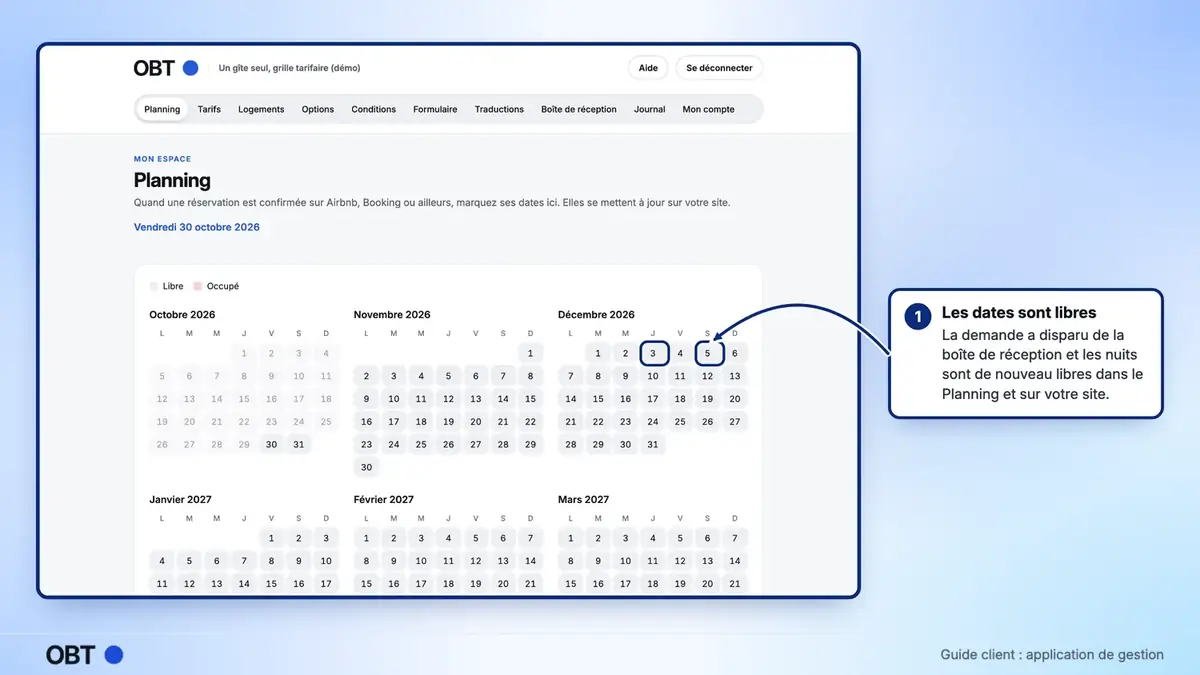 OBT
Un gîte seul, grille tarifaire (démo)
Aide
Se déconnecter
Planning Tarifs Logements Options Conditions Formulaire Traductions Boîte de réception Journal Mon compte
MON ESPACE
Planning
Quand une réservation est confirmée sur Airbnb, Booking ou ailleurs, marquez ses dates ici. Elles se mettent à jour sur votre site.
Vendredi 30 octobre 2026
Libre Occupé
Octobre 2026
L M M J V S D
1 2 3 4
5 6 7 8 9 10 11
12 13 14 15 16 17 18
19 20 21 22 23 24 25
26 27 28 29 30 31
Novembre 2026
L M M J V S D
1
2 3 4 5 6 7 8
9 10 11 12 13 14 15
16 17 18 19 20 21 22
23 24 25 26 27 28 29
30
Décembre 2026
L M M J V S D
1 2 3 4 5 6
7 8 9 10 11 12 13
14 15 16 17 18 19 20
21 22 23 24 25 26 27
28 29 30 31
Janvier 2027
L M M J V S D
1 2 3
4 5 6 7 8 9 10
11 12 13 14 15 16 17
Février 2027
L M M J V S D
1 2 3 4 5 6 7
8 9 10 11 12 13 14
15 16 17 18 19 20 21
Mars 2027
L M M J V S D
1 2 3 4 5 6 7
8 9 10 11 12 13 14
15 16 17 18 19 20 21
1 Les dates sont libres
La demande a disparu de la
boîte de réception et les nuits
sont de nouveau libres dans le
Planning et sur votre site.
OBT
Guide client : application de gestion